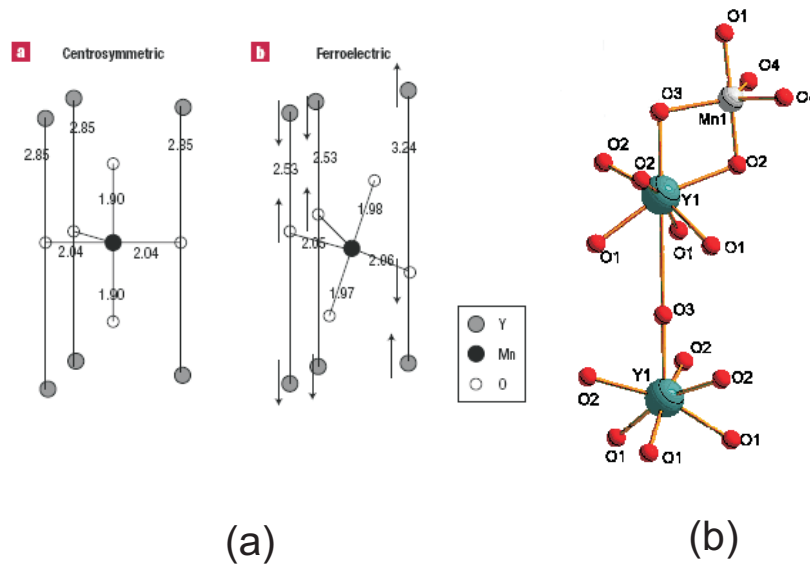 a Centrosymmetric
2.85
2.85
2.85
1.90
2.04
2.04
1.90
b Ferroelectric
2.53
2.53
3.24
1.98
2.05
2.06
1.97
Y
Mn
O
(a)
O1
O4
O3
Mn1
O2
O2
O2
Y1
O1
O1
O1
O3
Y1
O2
O2
O2
O1
O1
O1
(b)